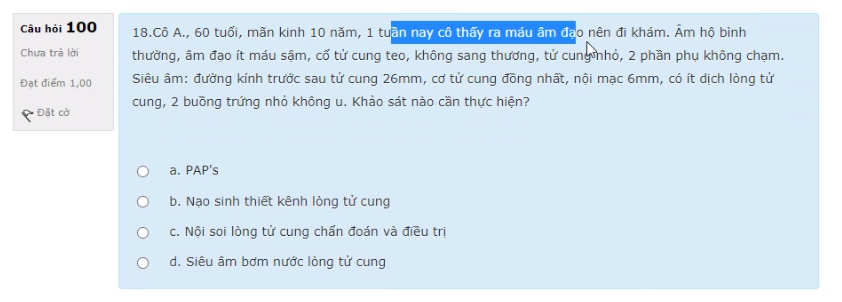 Câu hỏi 100
Chưa trả lời
Đạt điểm 1,00
Đặt cờ
18.Cô A., 60 tuổi, mãn kinh 10 năm, 1 tuần nay cô thấy ra máu âm đạo nên đi khám. Âm hộ bình
thường, âm đạo ít máu sậm, cổ tử cung teo, không sang thương, tử cung nhỏ, 2 phần phụ không chạm.
Siêu âm: đường kính trước sau tử cung 26mm, cơ tử cung đồng nhất, nội mạc 6mm, có ít dịch lòng tử
cung, 2 buồng trứng nhỏ không u. Khảo sát nào cần thực hiện?
a. PAP's
b. Nạo sinh thiết kênh lòng tử cung
c. Nội soi lòng tử cung chẩn đoán và điều trị
d. Siêu âm bơm nước lòng tử cung